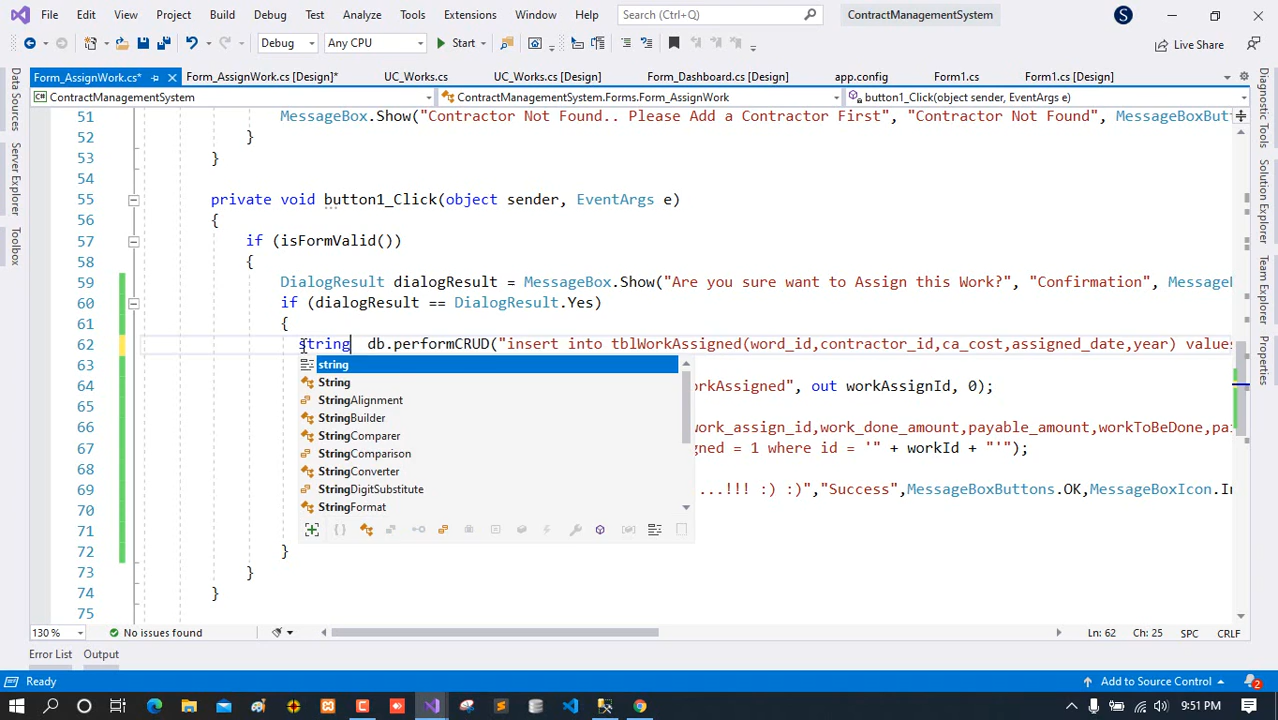 File Edit View Project Build Debug Test Analyze Tools Extensions Window Help Search (Ctrl+Q) ContractManagementSystem S
Debug Any CPU Start Live Share
Form_AssignWork.cs* Form_AssignWork.cs [Design]* UC_Works.cs UC_Works.cs [Design] Form_Dashboard.cs [Design] app.config Form1.cs Form1.cs [Design]
ContractManagementSystem ContractManagementSystem.Forms.Form_AssignWork button1_Click(object sender, EventArgs e)
Data Sources
Server Explorer
Toolbox
Diagnostic Tools
Solution Explorer
Team Explorer
Properties
51 MessageBox.Show("Contractor Not Found.. Please Add a Contractor First", "Contractor Not Found", MessageBoxButt
52 }
53 }
54
55 private void button1_Click(object sender, EventArgs e)
56 {
57 if (isFormValid())
58 {
59 DialogResult dialogResult = MessageBox.Show("Are you sure want to Assign this Work?", "Confirmation", Messag
60 if (dialogResult == DialogResult.Yes)
61 {
62 string db.performCRUD("insert into tblWorkAssigned(word_id,contractor_id,ca_cost,assigned_date,year) values
63 string
64 String orkAssigned", out workAssignId, 0);
65 StringAlignment
StringBuilder
66 StringComparer work_assign_id,work_done_amount,payable_amount,workToBeDone,pai
67 StringComparison gned = 1 where id = '" + workId + "'");
68 StringConverter
69 StringDigitSubstitute ...!!! :) :)","Success",MessageBoxButtons.OK,MessageBoxIcon.In
70 StringFormat
71
72 }
73 }
74 }
75
130 % No issues found Ln: 62 Ch: 25 SPC CRLF
Error List Output
Ready Add to Source Control 2
9:51 PM